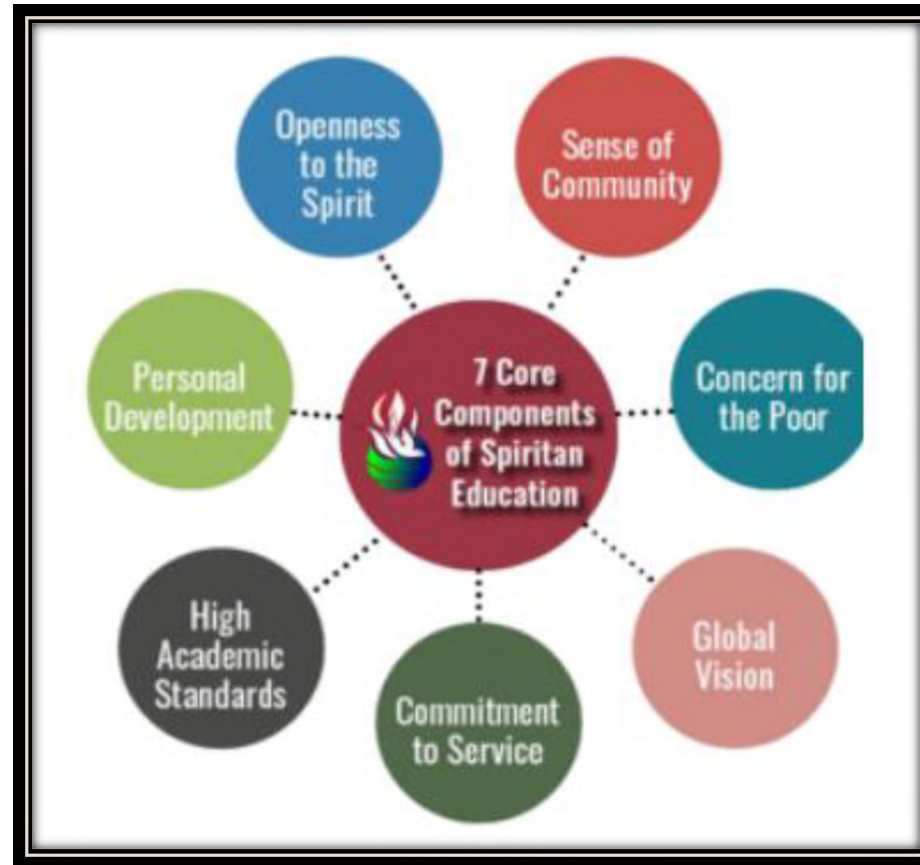 Openness
to the
Spirit
Sense of
Community
Personal
Development
7 Core
Components
of Spiritan
Education
Concern for
the Poor
High
Academic
Standards
Commitment
to Service
Global
Vision